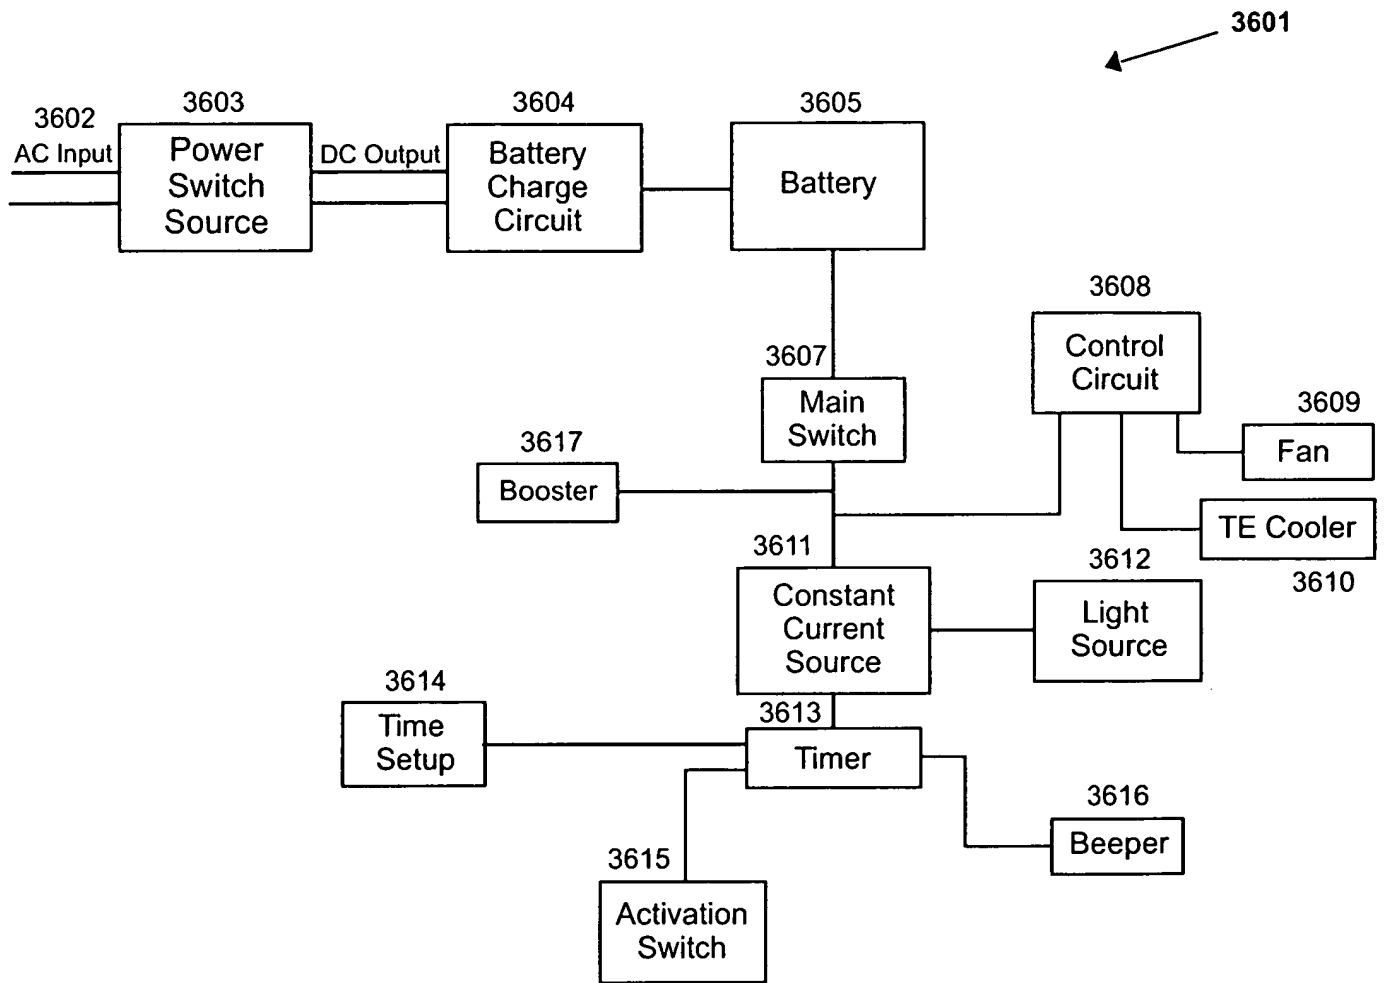 3601
3602
AC Input
3603
Power
Switch
Source
DC Output
3604
Battery
Charge
Circuit
3605
Battery
3607
Main
Switch
3608
Control
Circuit
3609
Fan
TE Cooler
3610
3617
Booster
3611
Constant
Current
Source
3612
Light
Source
3613
Timer
3614
Time
Setup
3615
Activation
Switch
3616
Beeper